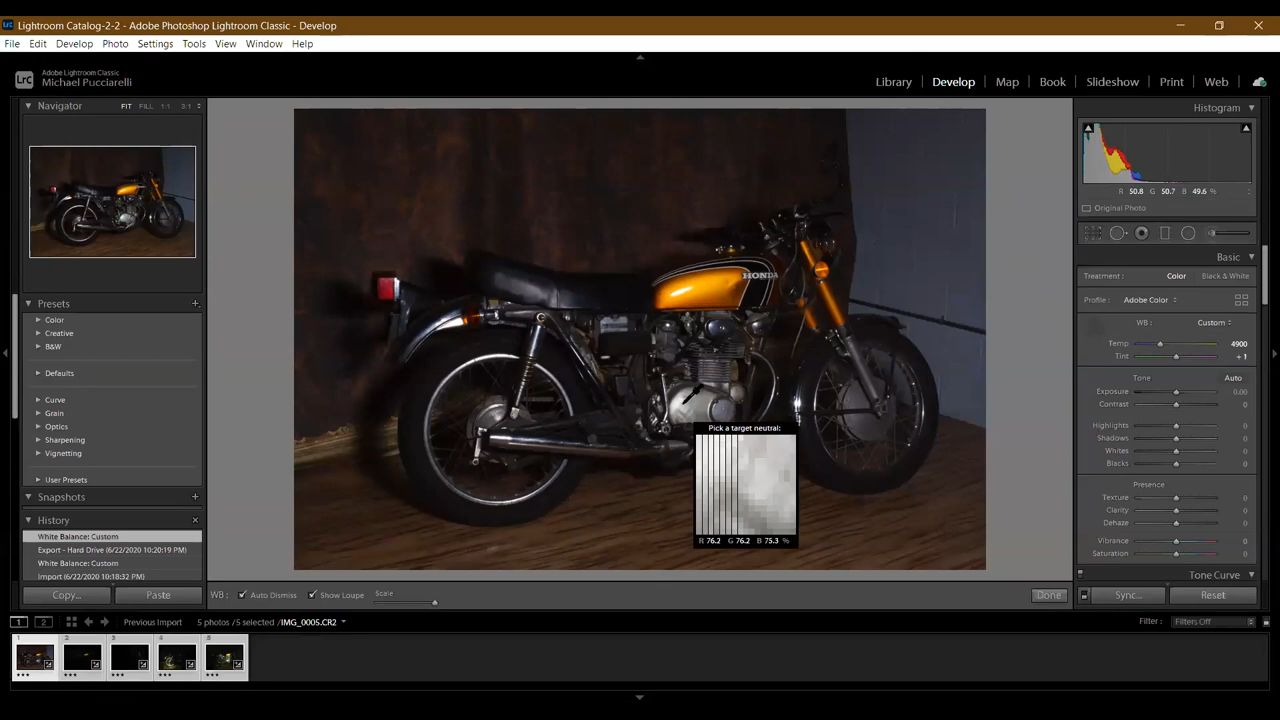 Lightroom Catalog-2-2 - Adobe Photoshop Lightroom Classic - Develop
File Edit Develop Photo Settings Tools View Window Help
LrC
Adobe Lightroom Classic
Michael Pucciarelli
Library Develop Map Book Slideshow Print Web
Navigator FIT FILL 1:1 3:1
Histogram
R 50.8 G 50.7 B 49.6 %
Original Photo
Basic
Treatment : Color Black & White
Profile : Adobe Color
WB : Custom
Temp 4900
Tint + 1
Tone Auto
Exposure 0.00
Contrast 0
Highlights 0
Shadows 0
Whites 0
Blacks 0
Presence
Texture 0
Clarity 0
Dehaze 0
Vibrance 0
Saturation 0
Tone Curve
Sync... Reset
Presets +
Color
Creative
B&W
Defaults
Curve
Grain
Optics
Sharpening
Vignetting
User Presets
Snapshots +
History ×
White Balance: Custom
Export - Hard Drive (6/22/2020 10:20:19 PM)
White Balance: Custom
Import (6/22/2020 10:18:32 PM)
Copy... Paste
HONDA
Pick a target neutral:
R 76.2 G 76.2 B 75.3 %
WB : Auto Dismiss Show Loupe Scale Done
1 2 Previous Import 5 photos / 5 selected / IMG_0005.CR2 Filter : Filters Off
1 2 3 4 5